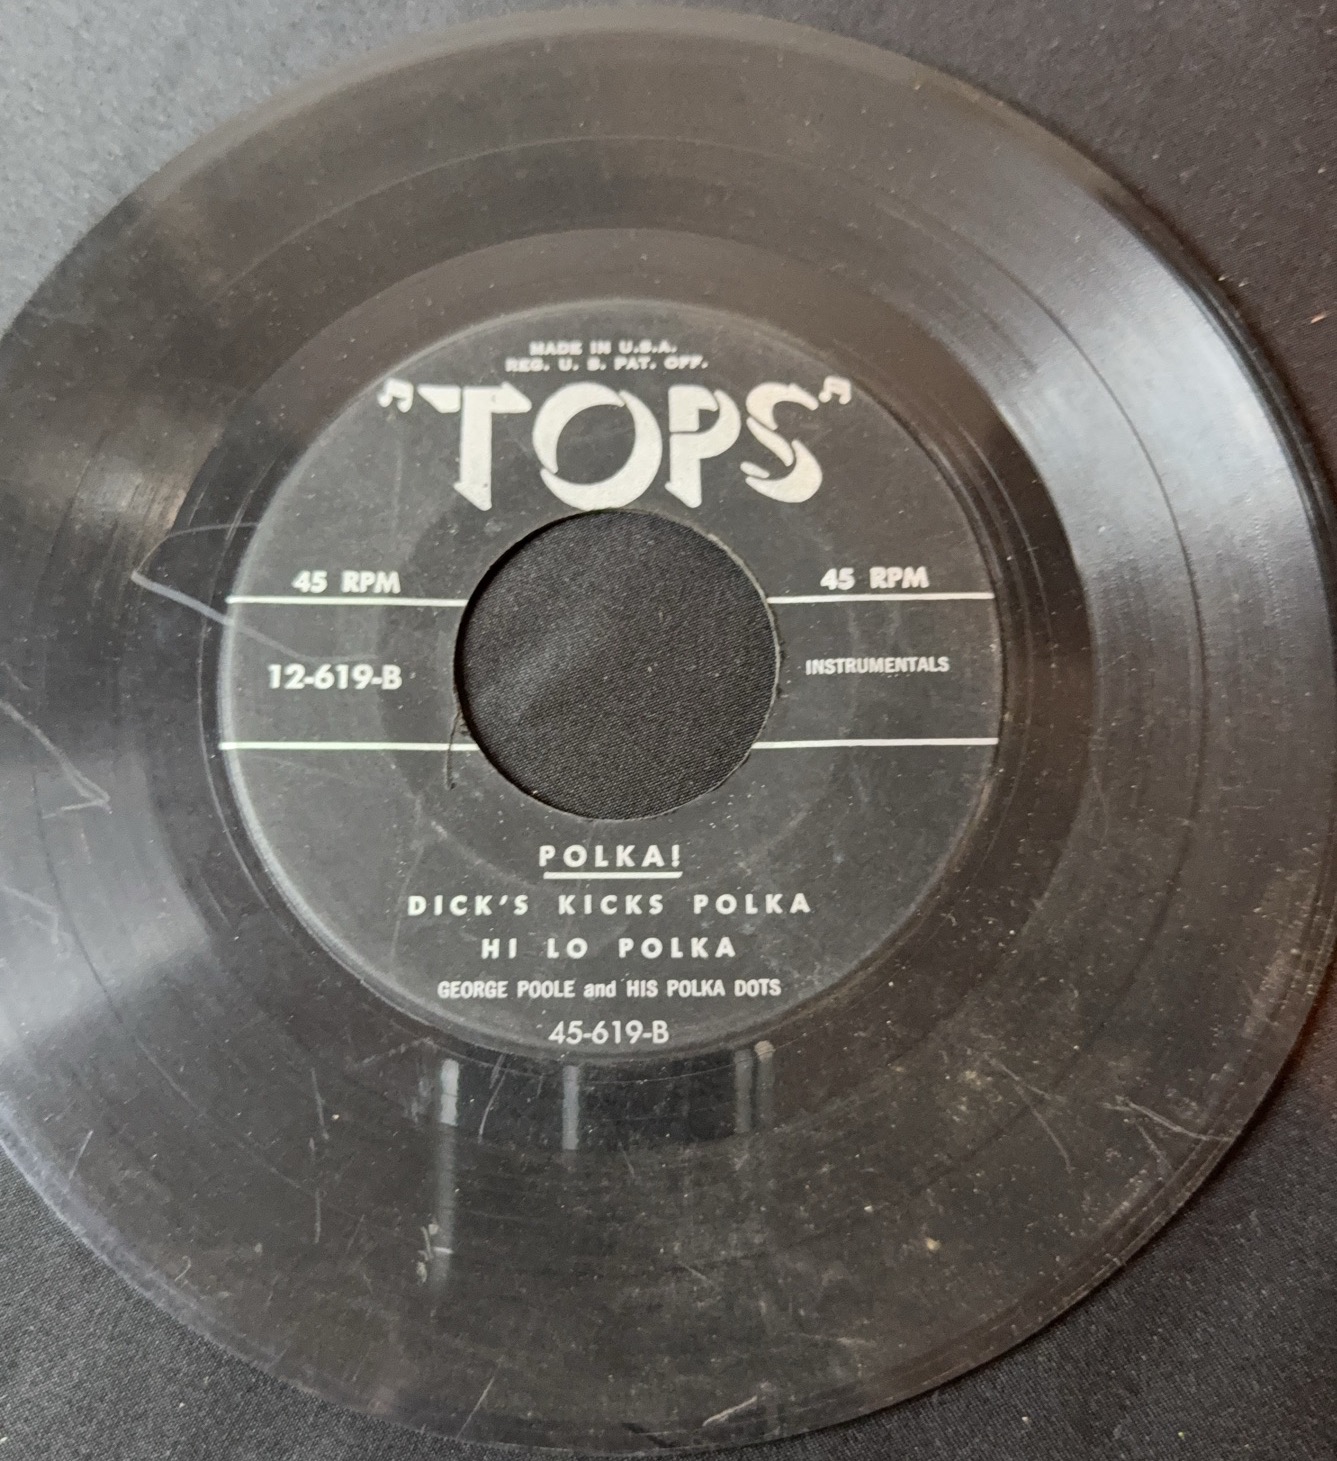 MADE IN U.S.A.
REG. U. S. PAT. OFF.
"TOPS"
45 RPM
45 RPM
12-619-B
INSTRUMENTALS
POLKA!
DICK'S KICKS POLKA
HI LO POLKA
GEORGE POOLE and HIS POLKA DOTS
45-619-B